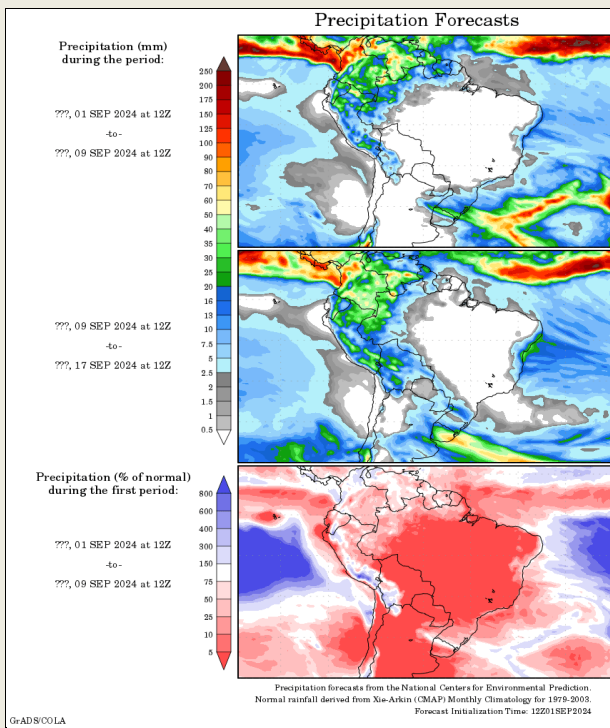 Precipitation Forecasts
Precipitation (mm)
during the period:
???, 01 SEP 2024 at 12Z
-to-
???, 09 SEP 2024 at 12Z
250
200
175
150
125
100
90
80
70
60
50
40
35
30
25
20
16
13
10
7.5
5
2.5
2
1.5
1
0.5
???, 09 SEP 2024 at 12Z
-to-
???, 17 SEP 2024 at 12Z
Precipitation (% of normal)
during the first period:
???, 01 SEP 2024 at 12Z
-to-
???, 09 SEP 2024 at 12Z
800
600
400
300
150
75
50
25
10
5
Precipitation forecasts from the National Centers for Environmental Prediction.
Normal rainfall derived from Xie-Arkin (CMAP) Monthly Climatology for 1979-2003.
Forecast Initialization Time: 12Z01SEP2024
GrADS/COLA